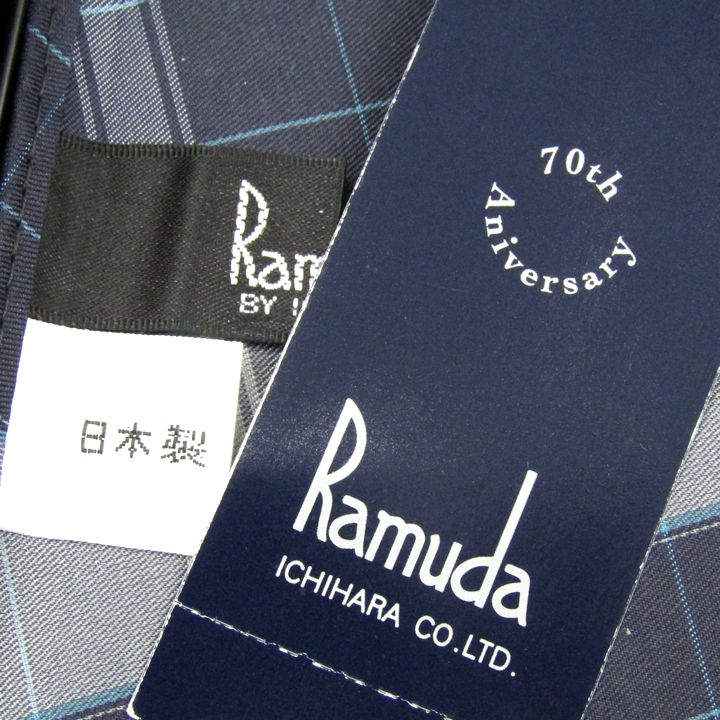 70th
Aniversary
Ramuda
ICHIHARA CO.LTD.
Ram
BY
日本製